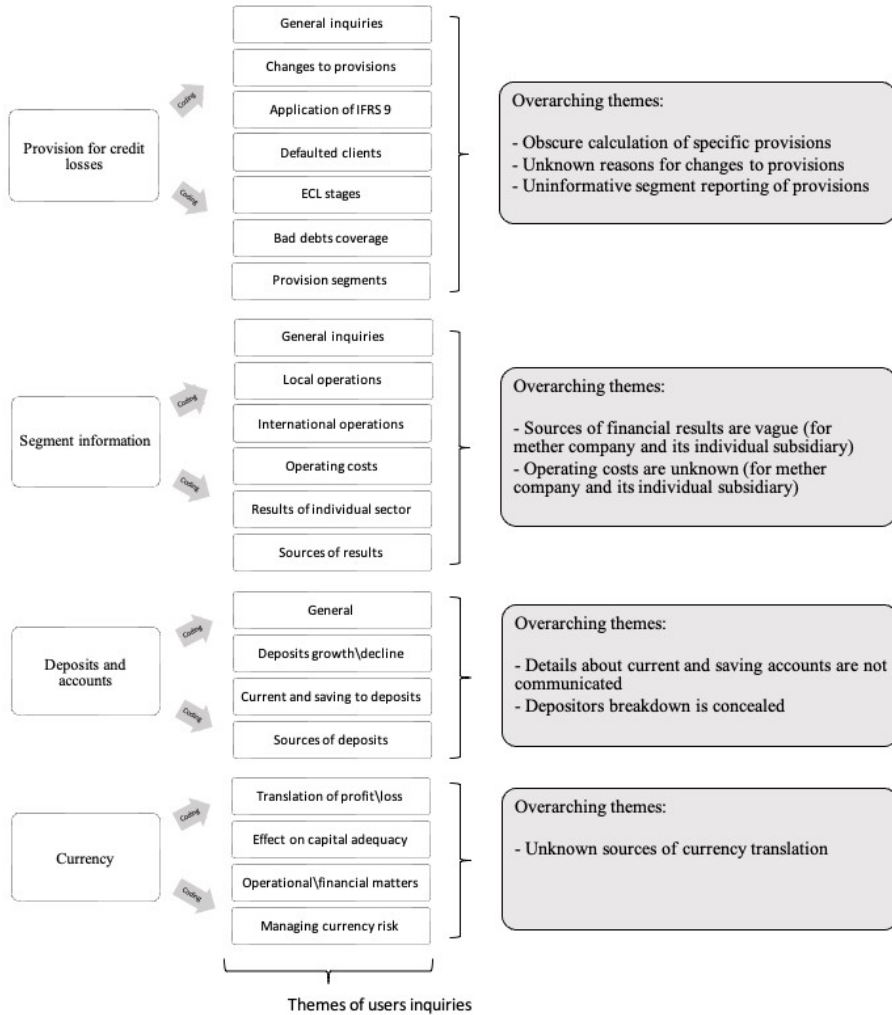 Provision for credit
losses
Coding
Coding
General inquiries
Changes to provisions
Application of IFRS 9
Defaulted clients
ECL stages
Bad debts coverage
Provision segments
Overarching themes:
- Obscure calculation of specific provisions
- Unknown reasons for changes to provisions
- Uninformative segment reporting of provisions
Segment information
Coding
Coding
General inquiries
Local operations
International operations
Operating costs
Results of individual sector
Sources of results
Overarching themes:
- Sources of financial results are vague (for
mether company and its individual subsidiary)
- Operating costs are unknown (for mether
company and its individual subsidiary)
Deposits and
accounts
Coding
Coding
General
Deposits growth\decline
Current and saving to deposits
Sources of deposits
Overarching themes:
- Details about current and saving accounts are not
communicated
- Depositors breakdown is concealed
Currency
Coding
Coding
Translation of profit\loss
Effect on capital adequacy
Operational\financial matters
Managing currency risk
Overarching themes:
- Unknown sources of currency translation
Themes of users inquiries